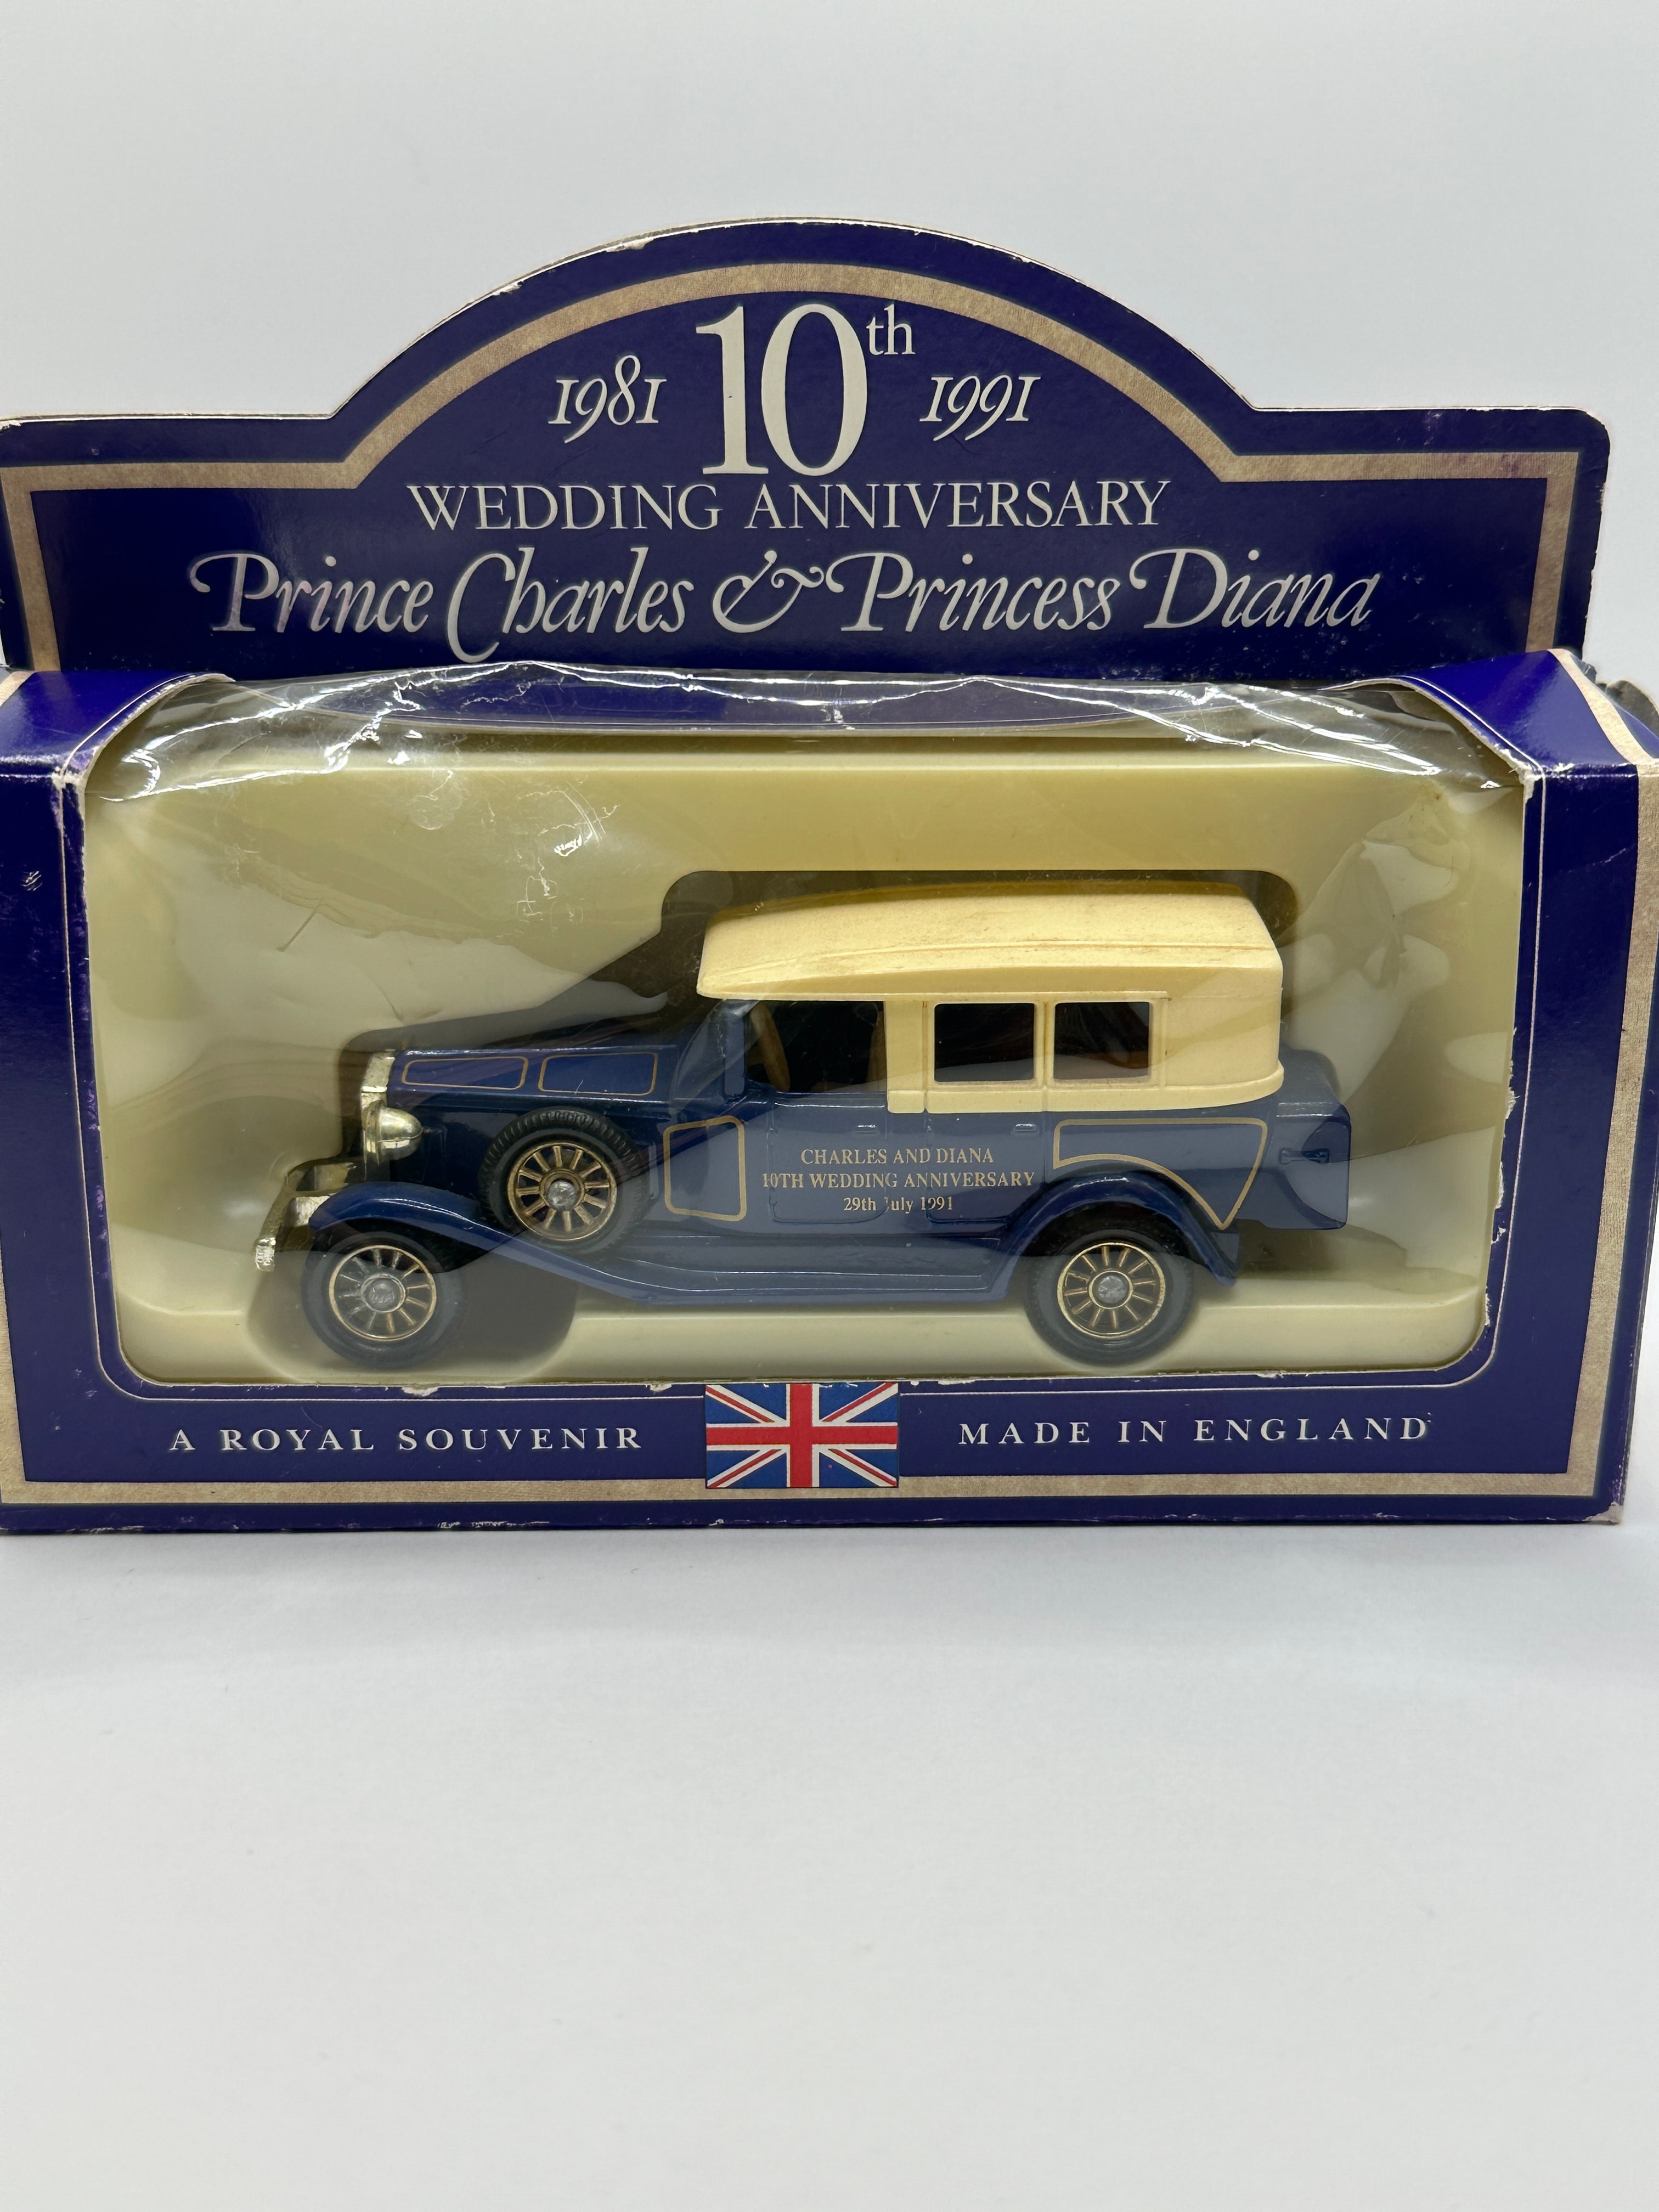 10th
1981 1991
WEDDING ANNIVERSARY
Prince Charles & Princess Diana
CHARLES AND DIANA
10TH WEDDING ANNIVERSARY
29th July 1991
A ROYAL SOUVENIR MADE IN ENGLAND